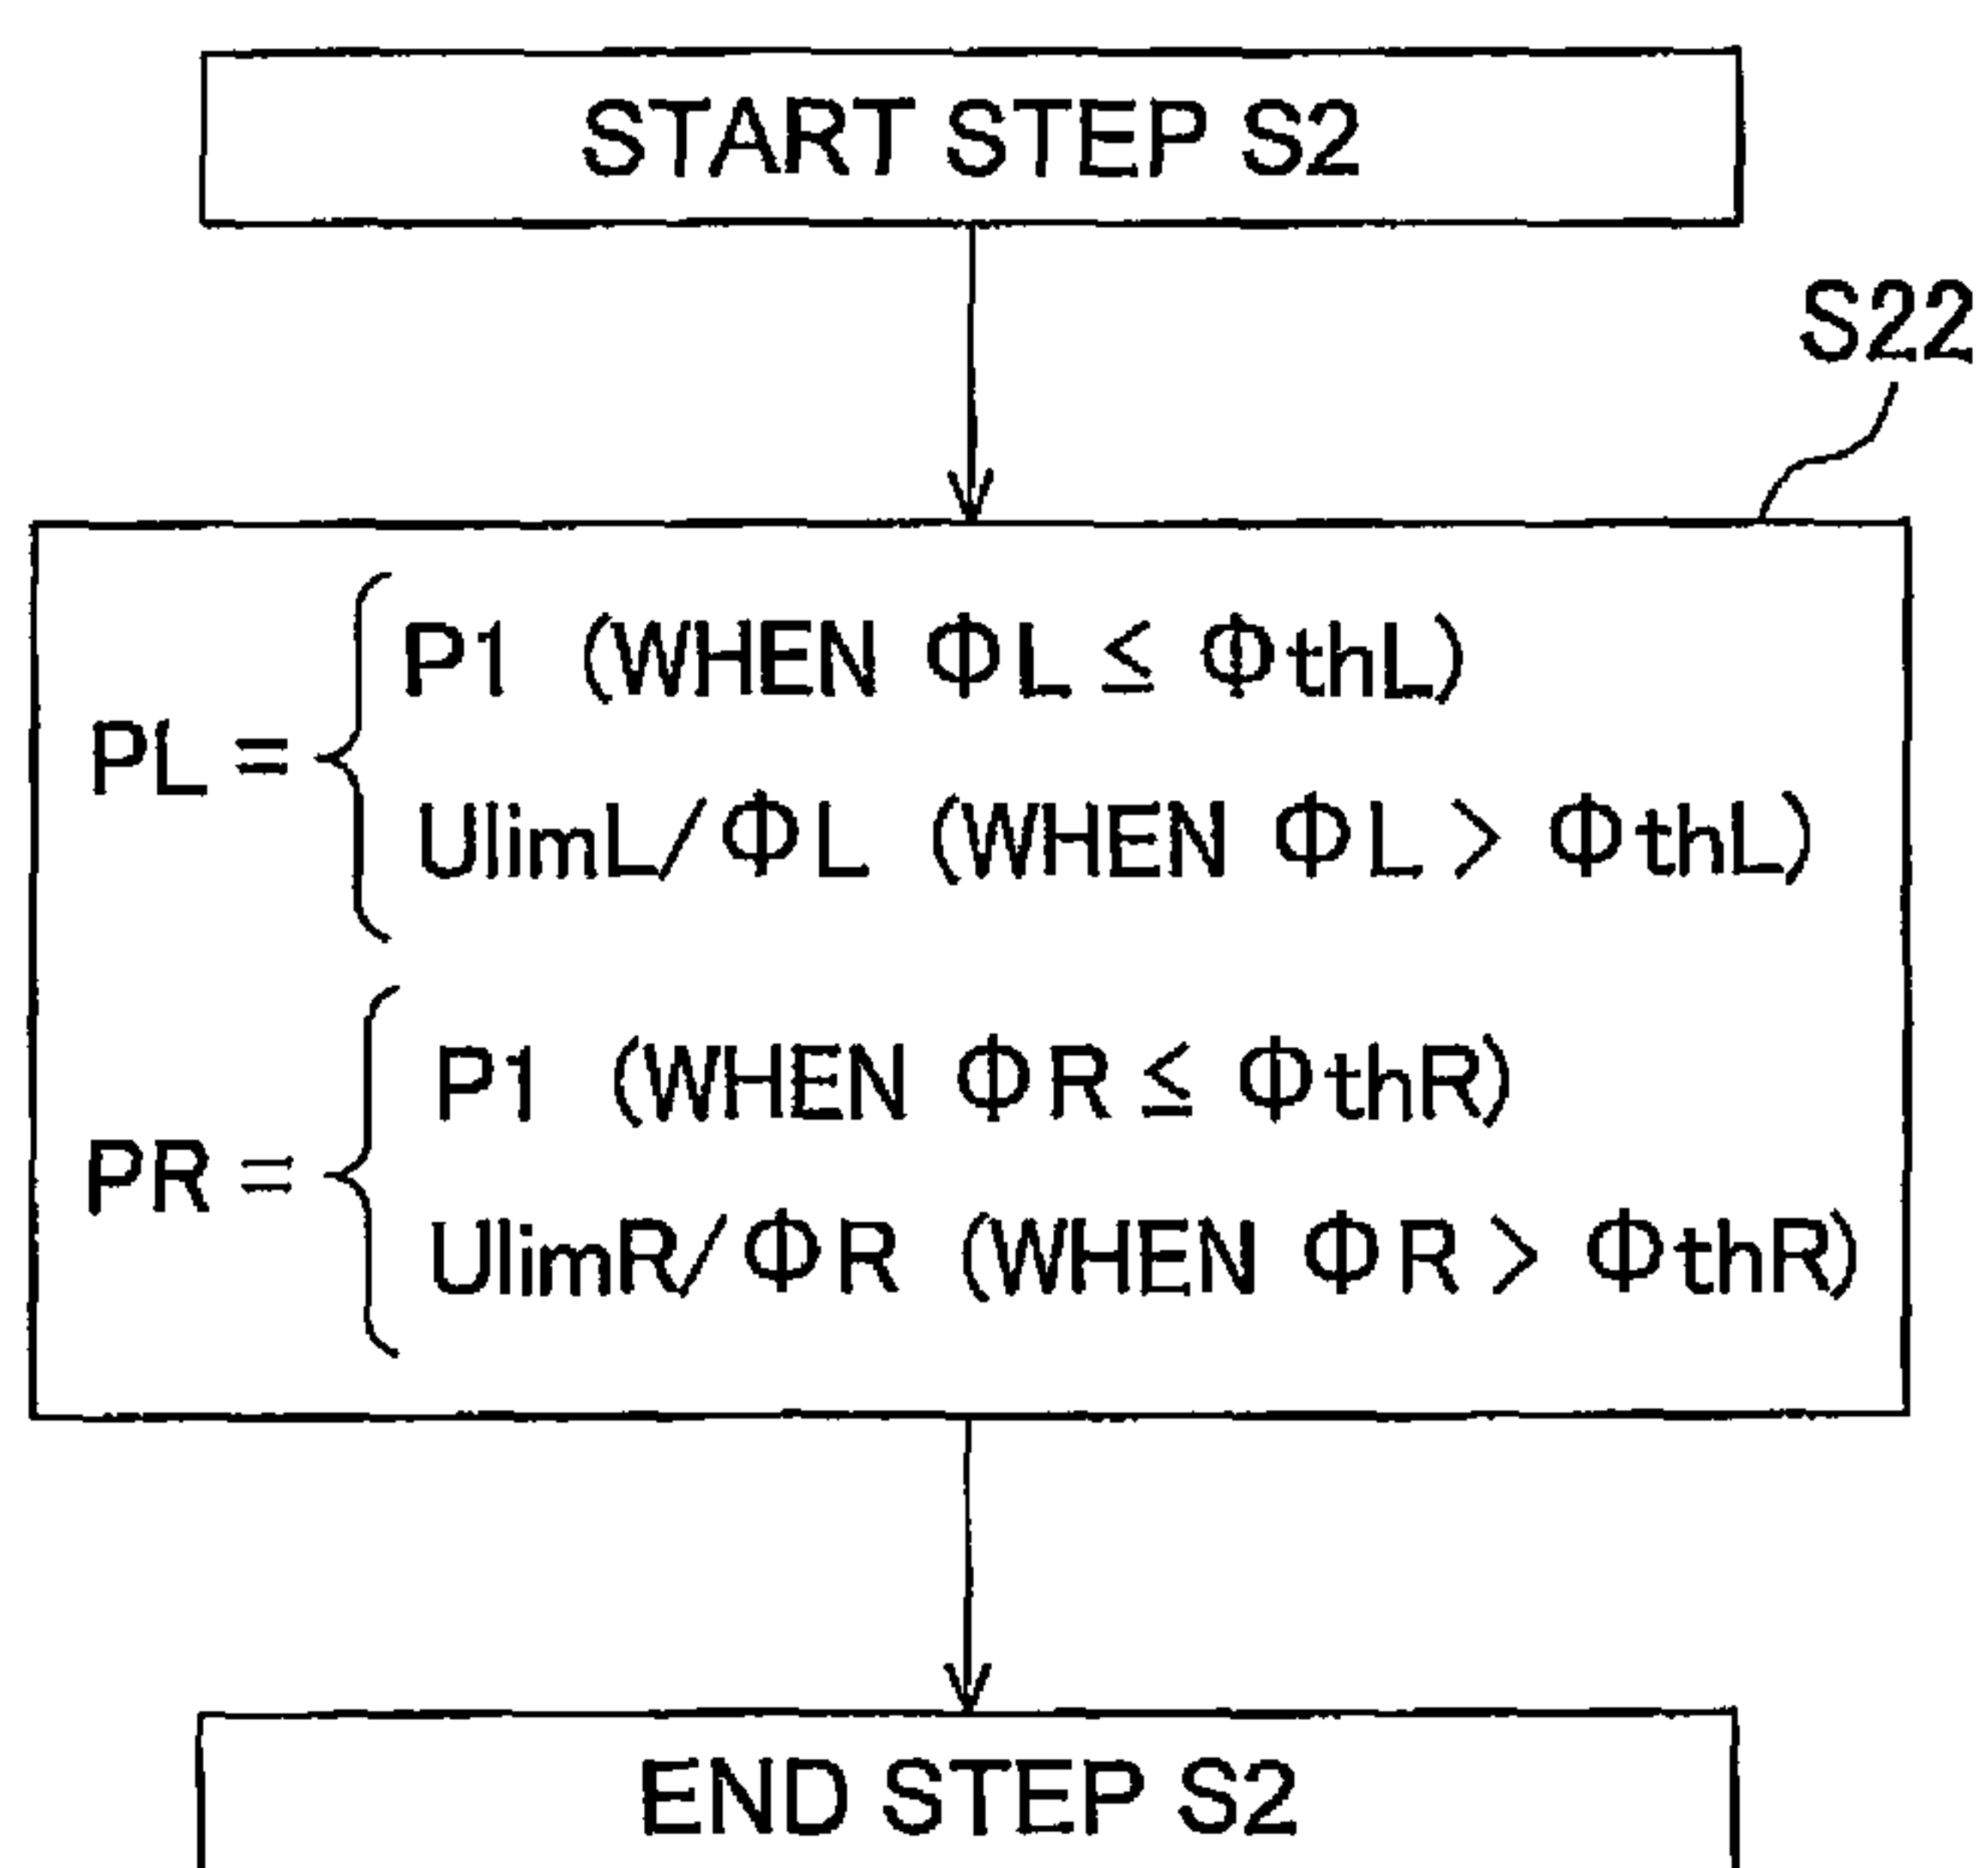 START STEP S2
S22
P1 (WHEN ΦL ≤ ΦthL)
PL =
UlimL/ΦL (WHEN ΦL > ΦthL)
P1 (WHEN ΦR ≤ ΦthR)
PR =
UlimR/ΦR (WHEN ΦR > ΦthR)
END STEP S2